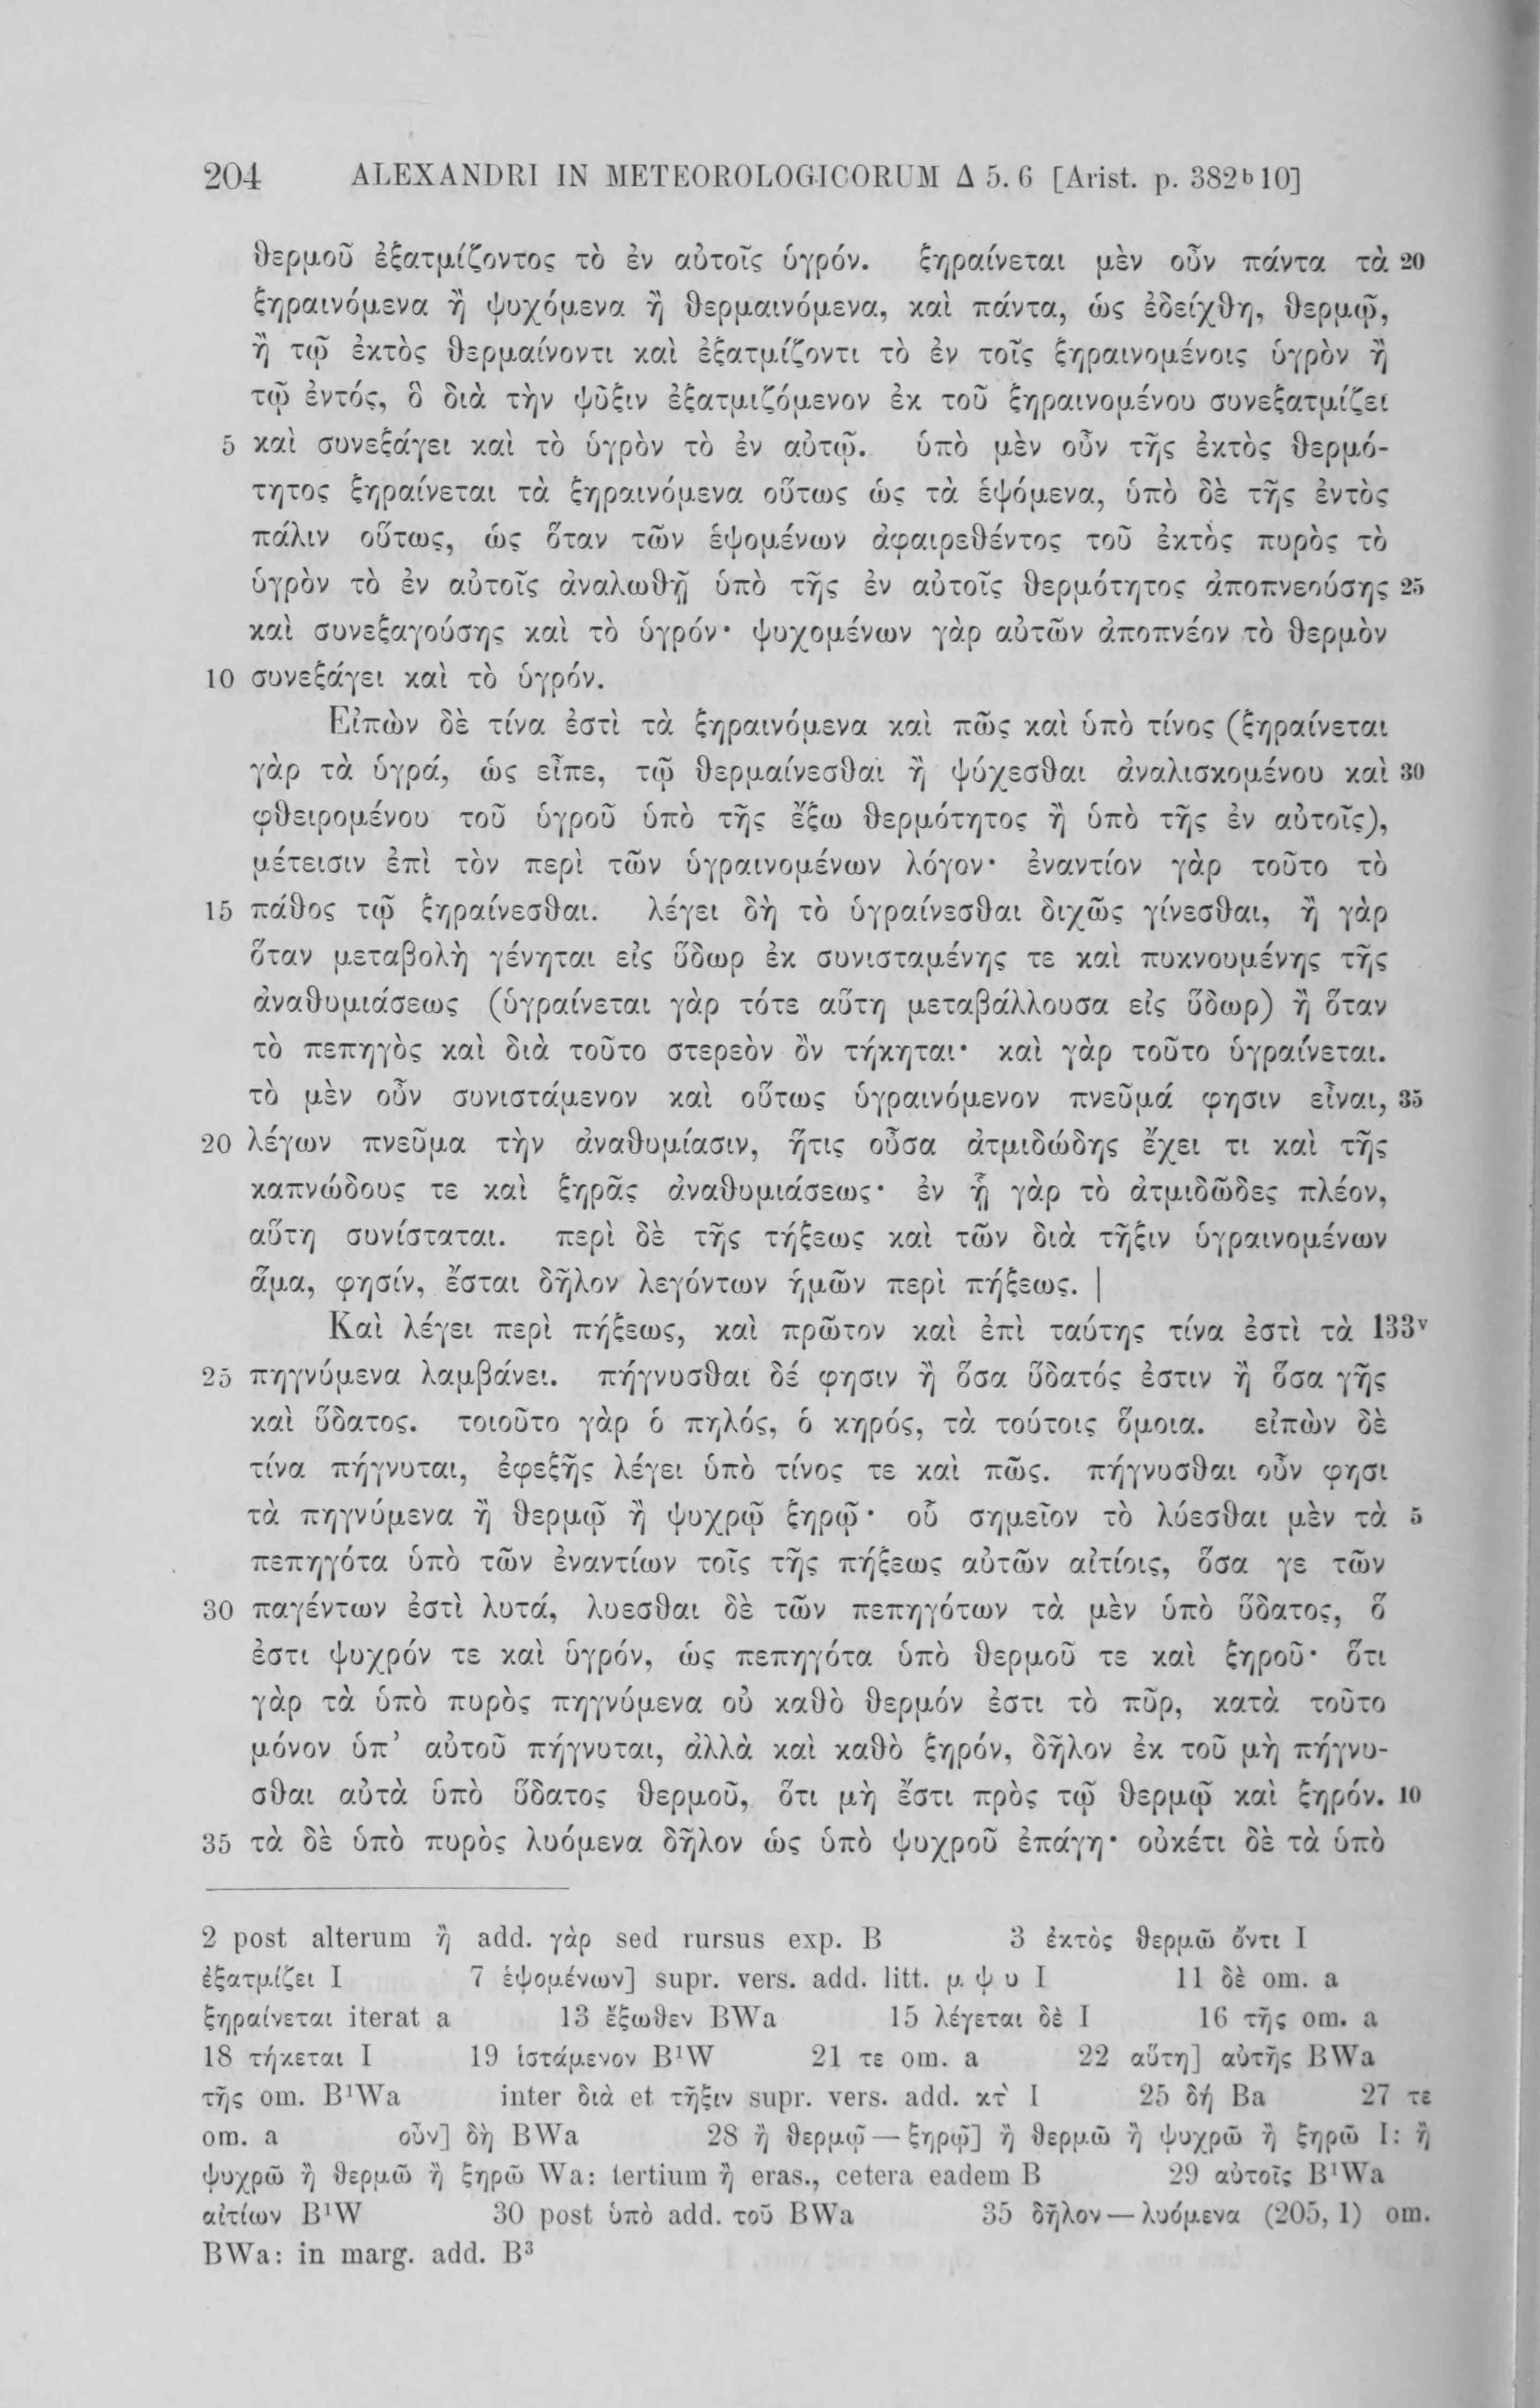 204 ALEXANDRI IN METEOROLOGICORUM Δ 5. 6 [Arist. p. 382ᵇ10]
θερμοῦ ἐξατμίζοντος τὸ ἐν αὐτοῖς ὑγρόν. ξηραίνεται μὲν οὖν πάντα τὰ 20
ξηραινόμενα ἢ ψυχόμενα ἢ θερμαινόμενα, καὶ πάντα, ὡς ἐδείχθη, θερμῷ,
ἢ τῷ ἐκτὸς θερμαίνοντι καὶ ἐξατμίζοντι τὸ ἐν τοῖς ξηραινομένοις ὑγρὸν ἢ
τῷ ἐντός, ὃ διὰ τὴν ψῦξιν ἐξατμιζόμενον ἐκ τοῦ ξηραινομένου συνεξατμίζει
5 καὶ συνεξάγει καὶ τὸ ὑγρὸν τὸ ἐν αὐτῷ. ὑπὸ μὲν οὖν τῆς ἐκτὸς θερμό-
τητος ξηραίνεται τὰ ξηραινόμενα οὕτως ὡς τὰ ἑψόμενα, ὑπὸ δὲ τῆς ἐντὸς
πάλιν οὕτως, ὡς ὅταν τῶν ἑψομένων ἀφαιρεθέντος τοῦ ἐκτὸς πυρὸς τὸ
ὑγρὸν τὸ ἐν αὐτοῖς ἀναλωθῇ ὑπὸ τῆς ἐν αὐτοῖς θερμότητος ἀποπνεούσης 25
καὶ συνεξαγούσης καὶ τὸ ὑγρόν· ψυχομένων γὰρ αὐτῶν ἀποπνέον τὸ θερμὸν
10 συνεξάγει καὶ τὸ ὑγρόν.
Εἰπὼν δὲ τίνα ἐστὶ τὰ ξηραινόμενα καὶ πῶς καὶ ὑπὸ τίνος (ξηραίνεται
γὰρ τὰ ὑγρά, ὡς εἶπε, τῷ θερμαίνεσθαι ἢ ψύχεσθαι ἀναλισκομένου καὶ 30
φθειρομένου τοῦ ὑγροῦ ὑπὸ τῆς ἔξω θερμότητος ἢ ὑπὸ τῆς ἐν αὐτοῖς),
μέτεισιν ἐπὶ τὸν περὶ τῶν ὑγραινομένων λόγον· ἐναντίον γὰρ τοῦτο τὸ
15 πάθος τῷ ξηραίνεσθαι. λέγει δὴ τὸ ὑγραίνεσθαι διχῶς γίνεσθαι, ἢ γὰρ
ὅταν μεταβολὴ γένηται εἰς ὕδωρ ἐκ συνισταμένης τε καὶ πυκνουμένης τῆς
ἀναθυμιάσεως (ὑγραίνεται γὰρ τότε αὕτη μεταβάλλουσα εἰς ὕδωρ) ἢ ὅταν
τὸ πεπηγὸς καὶ διὰ τοῦτο στερεὸν ὂν τήκηται· καὶ γὰρ τοῦτο ὑγραίνεται.
τὸ μὲν οὖν συνιστάμενον καὶ οὕτως ὑγραινόμενον πνεῦμά φησιν εἶναι, 35
20 λέγων πνεῦμα τὴν ἀναθυμίασιν, ἥτις οὖσα ἀτμιδώδης ἔχει τι καὶ τῆς
καπνώδους τε καὶ ξηρᾶς ἀναθυμιάσεως· ἐν ᾗ γὰρ τὸ ἀτμιδῶδες πλέον,
αὕτη συνίσταται. περὶ δὲ τῆς τήξεως καὶ τῶν διὰ τῆξιν ὑγραινομένων
ἅμα, φησίν, ἔσται δῆλον λεγόντων ἡμῶν περὶ πήξεως. |
Καὶ λέγει περὶ πήξεως, καὶ πρῶτον καὶ ἐπὶ ταύτης τίνα ἐστὶ τὰ 133ᵛ
25 πηγνύμενα λαμβάνει. πήγνυσθαι δέ φησιν ἢ ὅσα ὕδατός ἐστιν ἢ ὅσα γῆς
καὶ ὕδατος. τοιοῦτο γὰρ ὁ πηλός, ὁ κηρός, τὰ τούτοις ὅμοια. εἰπὼν δὲ
τίνα πήγνυται, ἐφεξῆς λέγει ὑπὸ τίνος τε καὶ πῶς. πήγνυσθαι οὖν φησι
τὰ πηγνύμενα ἢ θερμῷ ἢ ψυχρῷ ξηρῷ· οὗ σημεῖον τὸ λύεσθαι μὲν τὰ 5
πεπηγότα ὑπὸ τῶν ἐναντίων τοῖς τῆς πήξεως αὐτῶν αἰτίοις, ὅσα γε τῶν
30 παγέντων ἐστὶ λυτά, λυεσθαι δὲ τῶν πεπηγότων τὰ μὲν ὑπὸ ὕδατος, ὅ
ἐστι ψυχρόν τε καὶ ὑγρόν, ὡς πεπηγότα ὑπὸ θερμοῦ τε καὶ ξηροῦ· ὅτι
γὰρ τὰ ὑπὸ πυρὸς πηγνύμενα οὐ καθὸ θερμόν ἐστι τὸ πῦρ, κατὰ τοῦτο
μόνον ὑπ’ αὐτοῦ πήγνυται, ἀλλὰ καὶ καθὸ ξηρόν, δῆλον ἐκ τοῦ μὴ πήγνυ-
σθαι αὐτὰ ὑπὸ ὕδατος θερμοῦ, ὅτι μὴ ἔστι πρὸς τῷ θερμῷ καὶ ξηρόν. 10
35 τὰ δὲ ὑπὸ πυρὸς λυόμενα δῆλον ὡς ὑπὸ ψυχροῦ ἐπάγη· οὐκέτι δὲ τὰ ὑπὸ
2 post alterum ἢ add. γὰρ sed rursus exp. B 3 ἐκτὸς θερμῶ ὄντι I
ἐξατμίζει I 7 ἑψομένων] supr. vers. add. litt. μ ψ υ I 11 δὲ om. a
ξηραίνεται iterat a 13 ἔξωθεν BWa 15 λέγεται δὲ I 16 τῆς om. a
18 τήκεται I 19 ἱστάμενον B¹W 21 τε om. a 22 αὕτη] αὐτῆς BWa
τῆς om. B¹Wa inter διὰ et τῆξιν supr. vers. add. κτ̀ I 25 δή Ba 27 τε
om. a οὖν] δὴ BWa 28 ἢ θερμῷ — ξηρῷ] ἢ θερμῶ ἢ ψυχρῶ ἢ ξηρῶ I: ἢ
ψυχρῶ ἢ θερμῶ ἢ ξηρῶ Wa: tertium ἢ eras., cetera eadem B 29 αὐτοῖς B¹Wa
αἰτίων B¹W 30 post ὑπὸ add. τοῦ BWa 35 δῆλον — λυόμενα (205, 1) om.
BWa: in marg. add. B³